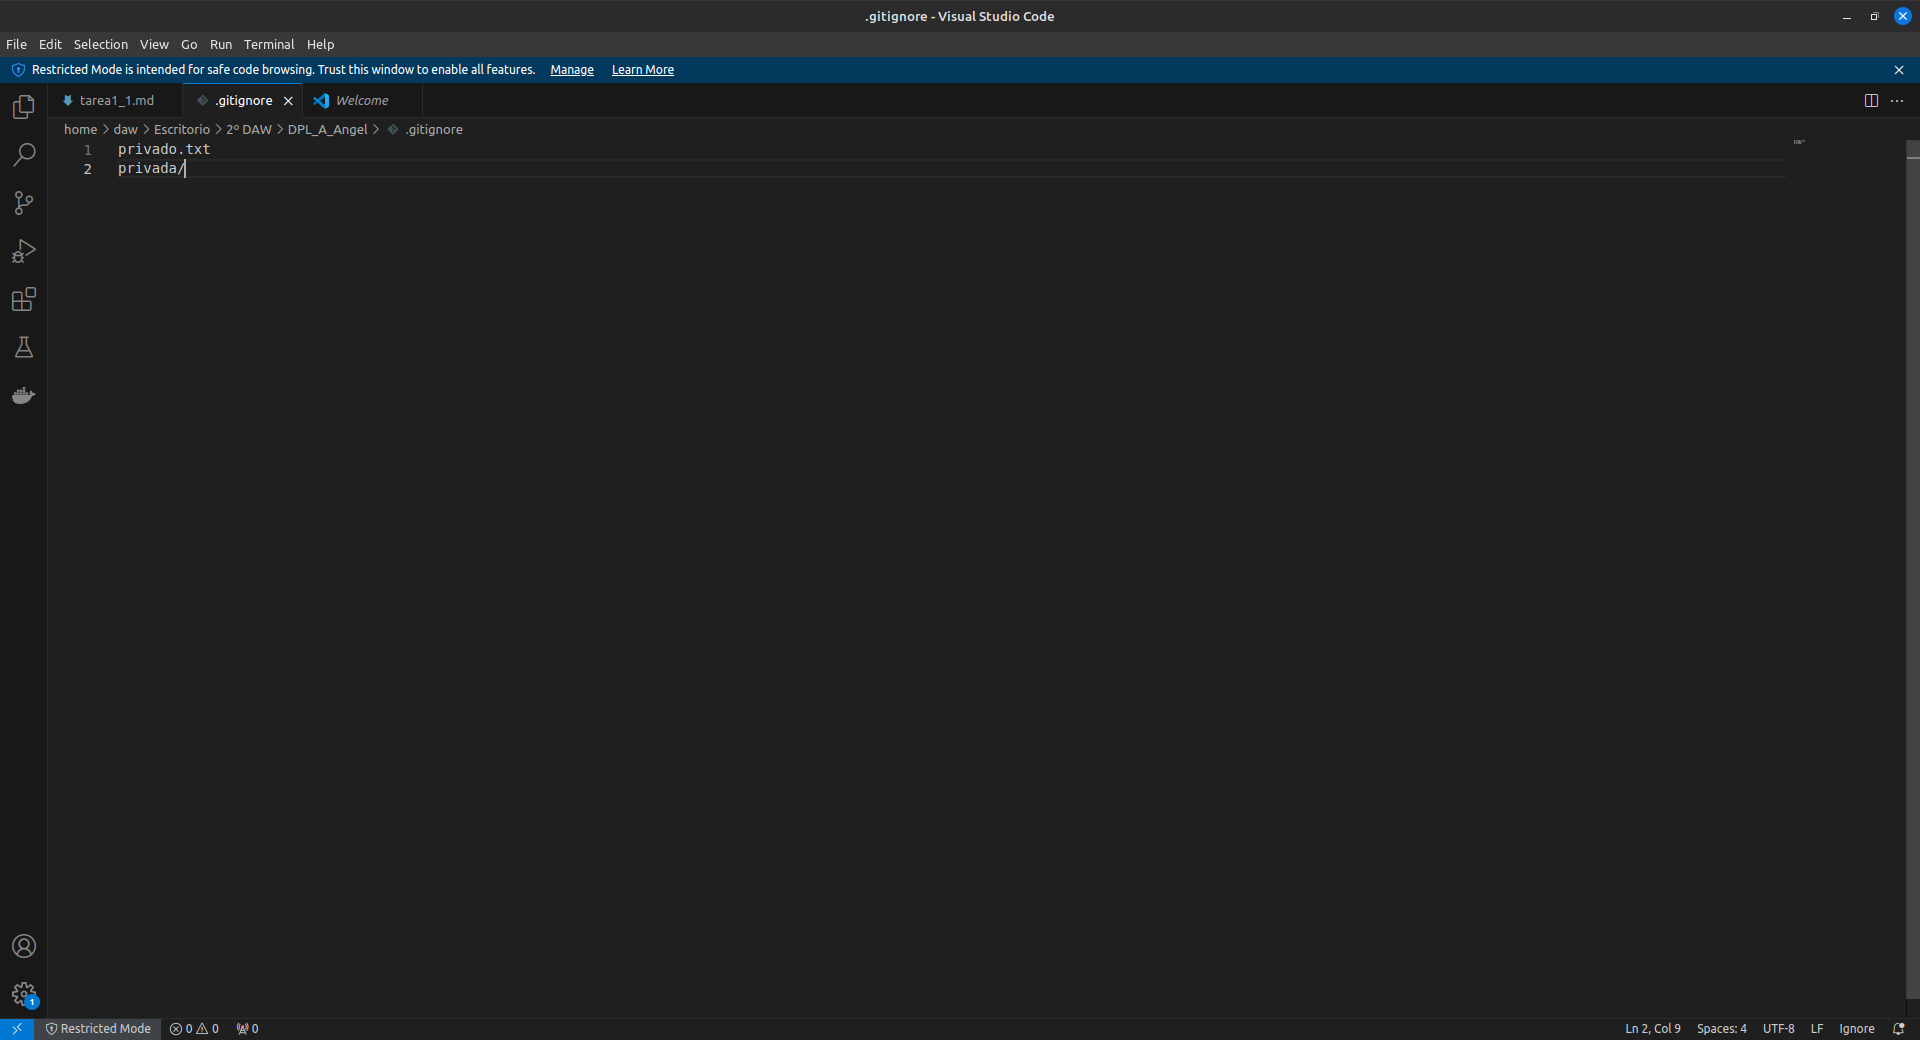 .gitignore - Visual Studio Code
File Edit Selection View Go Run Terminal Help
Restricted Mode is intended for safe code browsing. Trust this window to enable all features. Manage Learn More
tarea1_1.md .gitignore Welcome
home > daw > Escritorio > 2º DAW > DPL_A_Angel > .gitignore
1 privado.txt
2 privada/
1
Restricted Mode 0 0 0 Ln 2, Col 9 Spaces: 4 UTF-8 LF Ignore